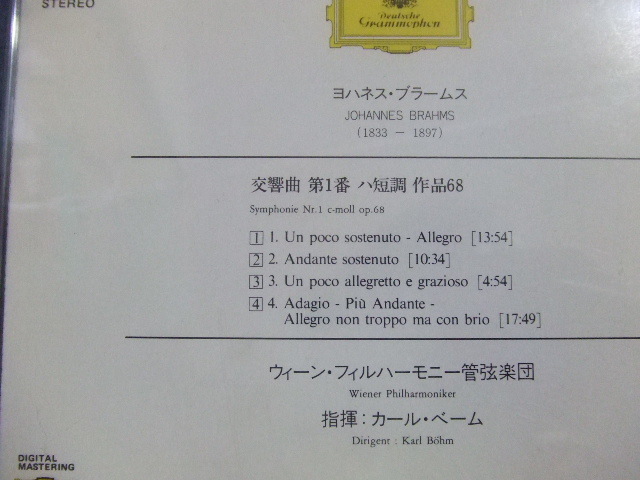 STEREO
Deutsche
Grammophon
ヨハネス・ブラームス
JOHANNES BRAHMS
(1833 - 1897)
交響曲 第1番 ハ短調 作品68
Symphonie Nr.1 c-moll op.68
1 1. Un poco sostenuto - Allegro [13:54]
2 2. Andante sostenuto [10:34]
3 3. Un poco allegretto e grazioso [4:54]
4 4. Adagio - Più Andante -
Allegro non troppo ma con brio [17:49]
ウィーン・フィルハーモニー管弦楽団
Wiener Philharmoniker
指揮：カール・ベーム
Dirigent : Karl Böhm
DIGITAL
MASTERING